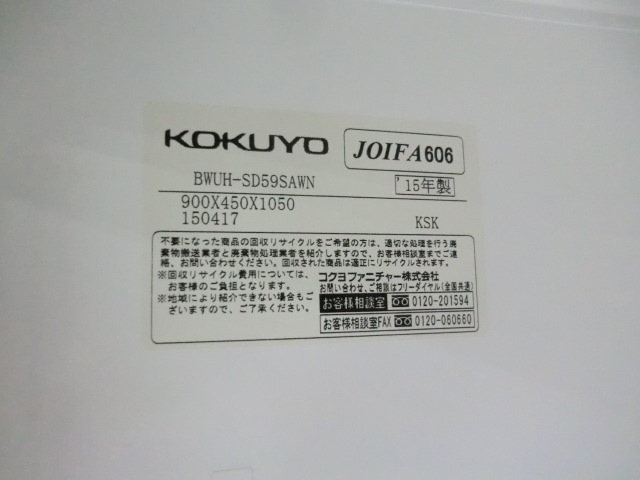 KOKUYO
JOIFA606
BWUH-SD59SAWN
'15年製
900X450X1050
150417
KSK
不要になった商品の回収リサイクルをご希望の方は、適切な処理を行う廃
棄物搬送業者と廃棄物処理業者を紹介しますので、お客様相談室までご連
絡、お問い合わせください。回収された商品は適正にリサイクルされます。
※回収リサイクル費用については、
お客様のご負担となります。
※地域により紹介できない場合もご
ざいますので、ご了承ください。
コクヨファニチャー株式会社
お問い合わせ、ご相談はフリーダイヤル(全国共通)
お客様相談室 0120-201594
お客様相談室FAX 0120-060660